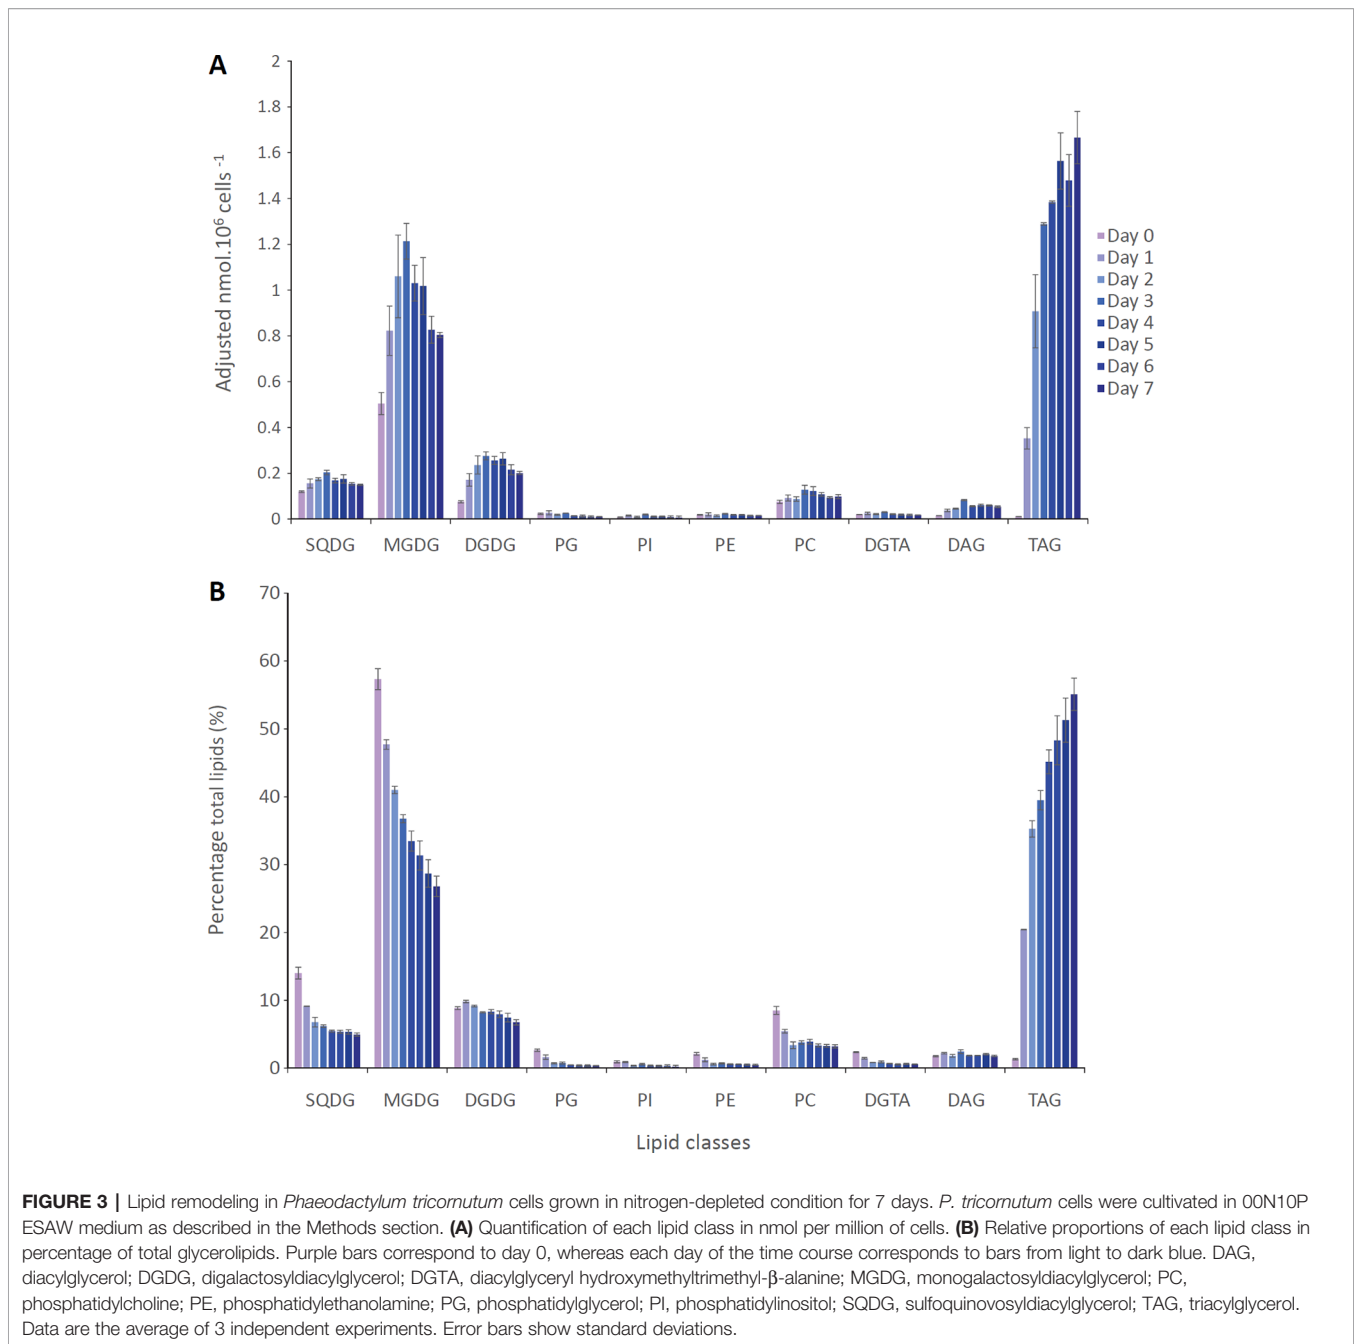 A
2
1.8
1.6
1.4
1.2
1
0.8
0.6
0.4
0.2
0
Adjusted nmol.10⁶ cells ⁻¹
SQDG MGDG DGDG PG PI PE PC DGTA DAG TAG
Day 0
Day 1
Day 2
Day 3
Day 4
Day 5
Day 6
Day 7
B
70
60
50
40
30
20
10
0
Percentage total lipids (%)
SQDG MGDG DGDG PG PI PE PC DGTA DAG TAG
Lipid classes
FIGURE 3 | Lipid remodeling in Phaeodactylum tricornutum cells grown in nitrogen-depleted condition for 7 days. P. tricornutum cells were cultivated in 00N10P
ESAW medium as described in the Methods section. (A) Quantification of each lipid class in nmol per million of cells. (B) Relative proportions of each lipid class in
percentage of total glycerolipids. Purple bars correspond to day 0, whereas each day of the time course corresponds to bars from light to dark blue. DAG,
diacylglycerol; DGDG, digalactosyldiacylglycerol; DGTA, diacylglyceryl hydroxymethyltrimethyl-β-alanine; MGDG, monogalactosyldiacylglycerol; PC,
phosphatidylcholine; PE, phosphatidylethanolamine; PG, phosphatidylglycerol; PI, phosphatidylinositol; SQDG, sulfoquinovosyldiacylglycerol; TAG, triacylglycerol.
Data are the average of 3 independent experiments. Error bars show standard deviations.